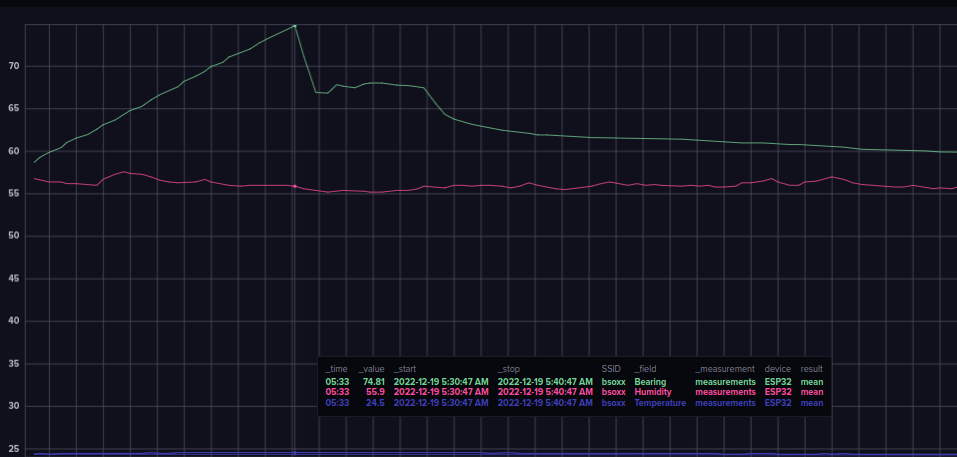 70
65
60
55
50
45
40
35
30
25
_time _value _start _stop SSID _field _measurement device result
05:33 74.81 2022-12-19 5:30:47 AM 2022-12-19 5:40:47 AM bsoxx Bearing measurements ESP32 mean
05:33 55.9 2022-12-19 5:30:47 AM 2022-12-19 5:40:47 AM bsoxx Humidity measurements ESP32 mean
05:33 24.5 2022-12-19 5:30:47 AM 2022-12-19 5:40:47 AM bsoxx Temperature measurements ESP32 mean